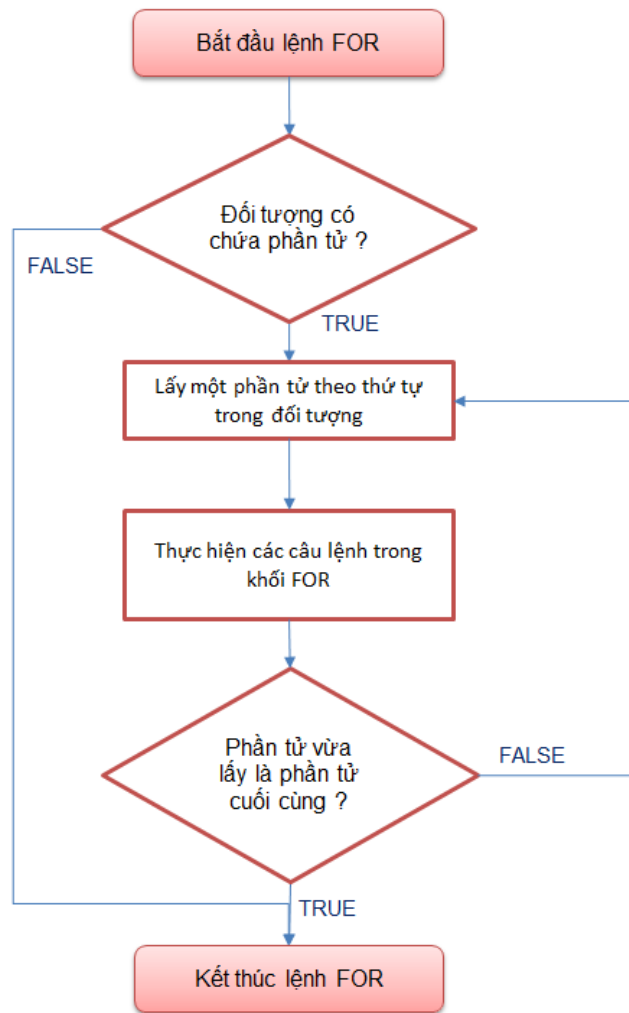 Bắt đầu lệnh FOR
Đối tượng có
chứa phần tử ?
FALSE
TRUE
Lấy một phần tử theo thứ tự
trong đối tượng
Thực hiện các câu lệnh trong
khối FOR
Phần tử vừa
lấy là phần tử
cuối cùng ?
FALSE
TRUE
Kết thúc lệnh FOR